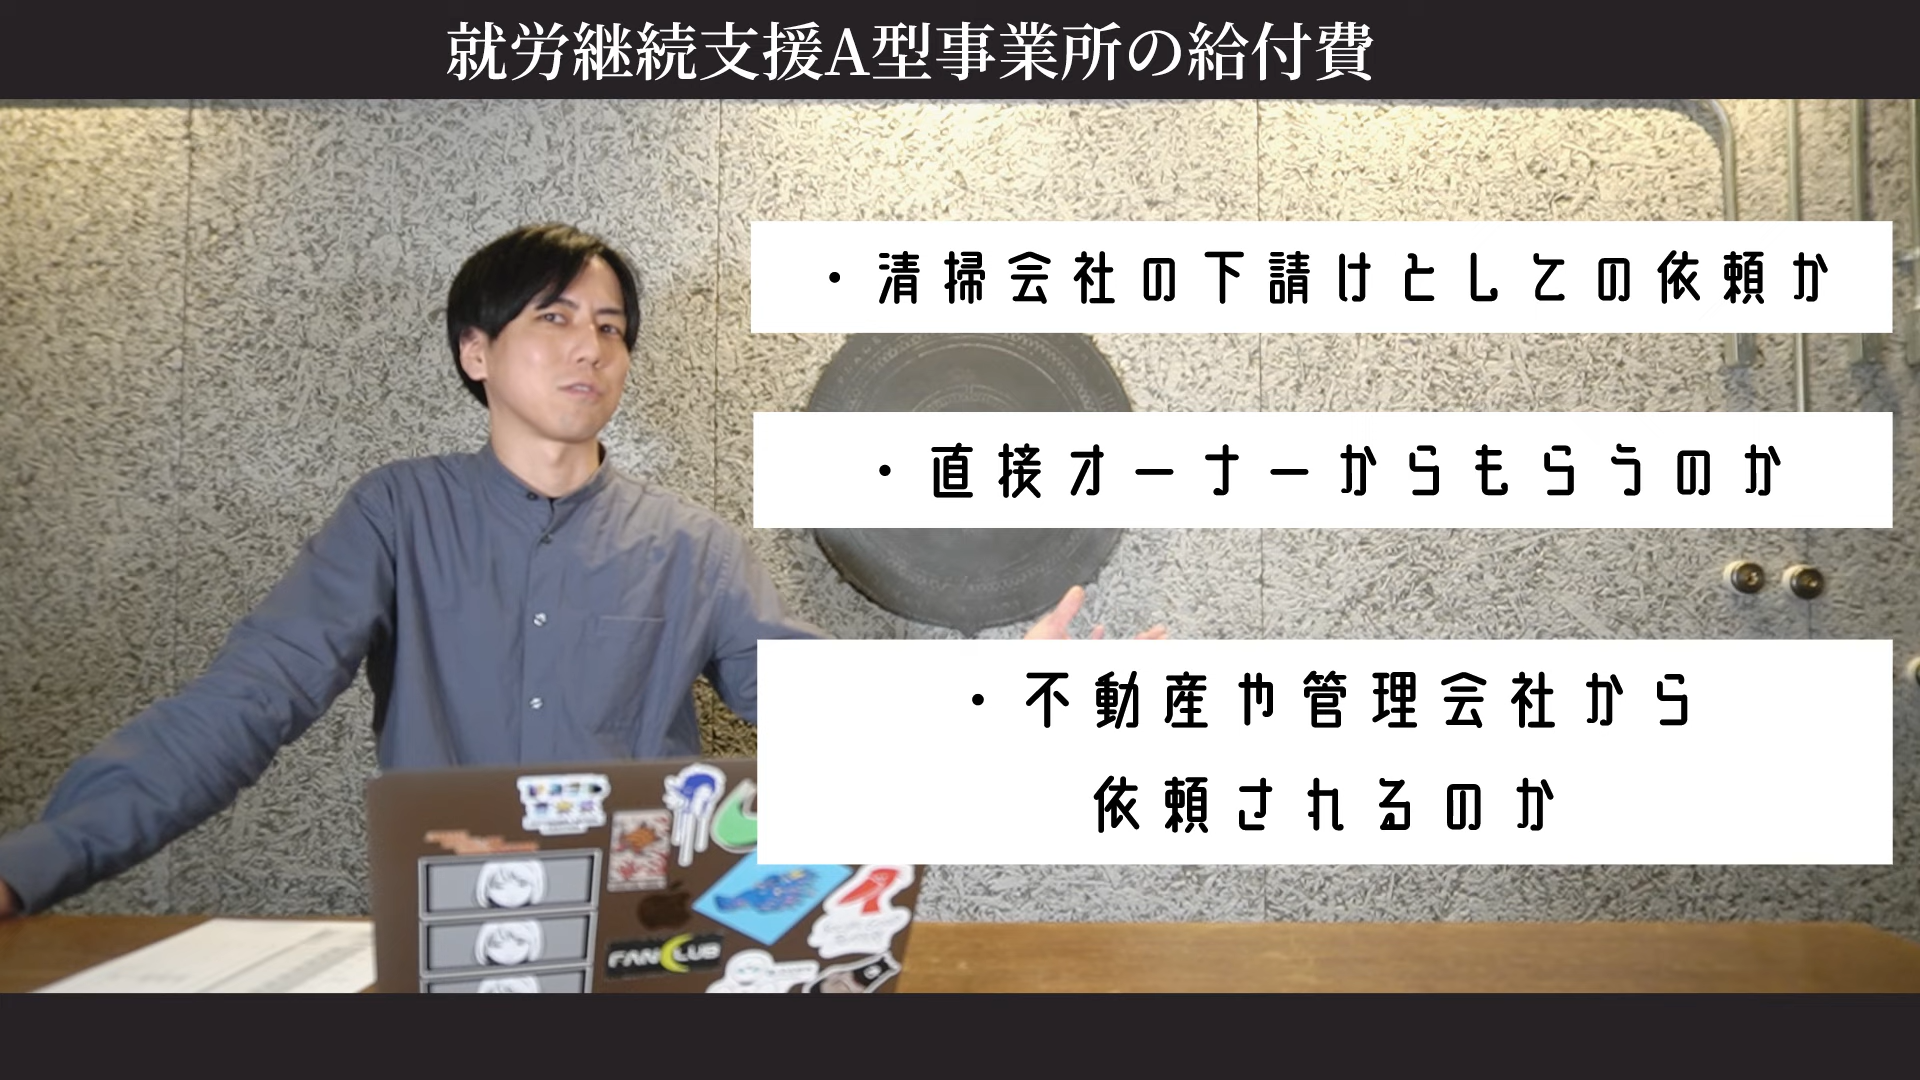 就労継続支援A型事業所の給付費
・清掃会社の下請けとしての依頼か
・直接オーナーからもらうのか
・不動産や管理会社から
依頼されるのか
FANCLUB